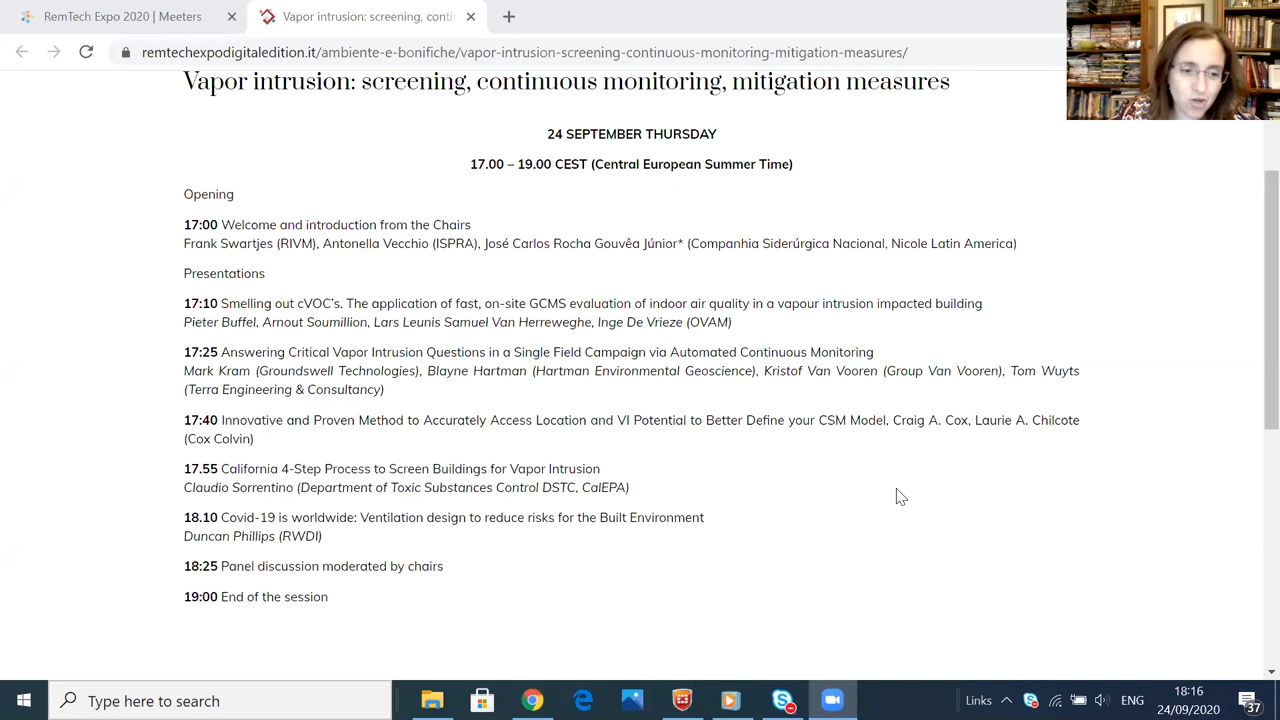 RemTech Expo 2020 | Meeters
Vapor intrusion: screening, conti
remtechexpodigitaledition.it/ambiente-e-bonifiche/vapor-intrusion-screening-continuous-monitoring-mitigation-measures/
Vapor intrusion: screening, continuous monitoring, mitigation measures
24 SEPTEMBER THURSDAY
17.00 – 19.00 CEST (Central European Summer Time)
Opening
17:00 Welcome and introduction from the Chairs
Frank Swartjes (RIVM), Antonella Vecchio (ISPRA), José Carlos Rocha Gouvêa Júnior* (Companhia Siderúrgica Nacional, Nicole Latin America)
Presentations
17:10 Smelling out cVOC’s. The application of fast, on-site GCMS evaluation of indoor air quality in a vapour intrusion impacted building
Pieter Buffel, Arnout Soumillion, Lars Leunis Samuel Van Herreweghe, Inge De Vrieze (OVAM)
17:25 Answering Critical Vapor Intrusion Questions in a Single Field Campaign via Automated Continuous Monitoring
Mark Kram (Groundswell Technologies), Blayne Hartman (Hartman Environmental Geoscience), Kristof Van Vooren (Group Van Vooren), Tom Wuyts
(Terra Engineering & Consultancy)
17:40 Innovative and Proven Method to Accurately Access Location and VI Potential to Better Define your CSM Model, Craig A. Cox, Laurie A. Chilcote
(Cox Colvin)
17.55 California 4-Step Process to Screen Buildings for Vapor Intrusion
Claudio Sorrentino (Department of Toxic Substances Control DSTC, CalEPA)
18.10 Covid-19 is worldwide: Ventilation design to reduce risks for the Built Environment
Duncan Phillips (RWDI)
18:25 Panel discussion moderated by chairs
19:00 End of the session
Type here to search
Links
ENG
18:16
24/09/2020
37